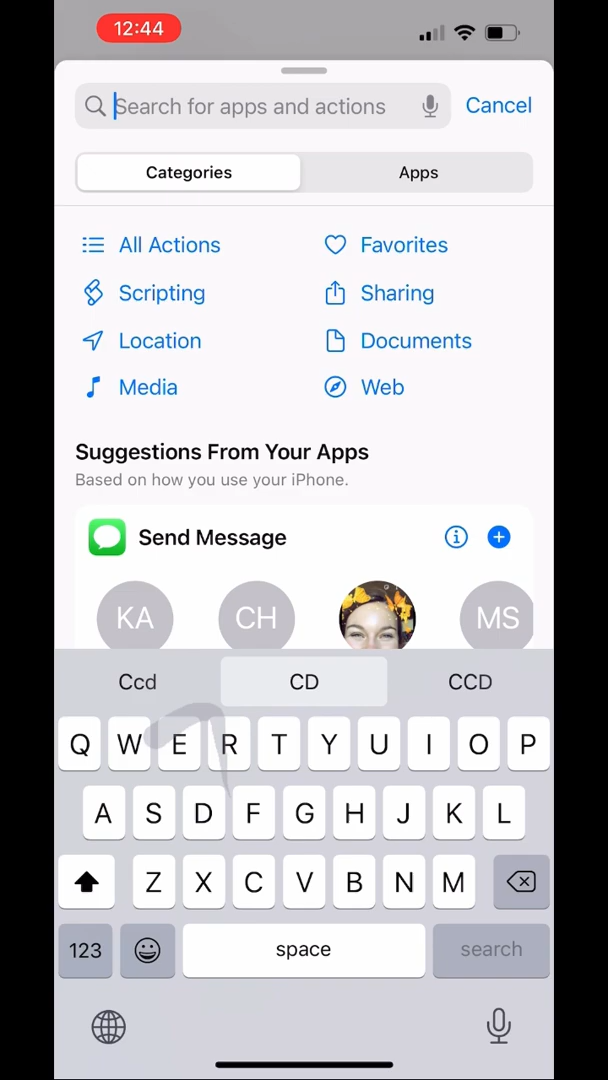 12:44
Search for apps and actions
Cancel
Categories
Apps
All Actions
Favorites
Scripting
Sharing
Location
Documents
Media
Web
Suggestions From Your Apps
Based on how you use your iPhone.
Send Message
KA
CH
MS
Ccd
CD
CCD
Q W E R T Y U I O P
A S D F G H J K L
Z X C V B N M
123
space
search